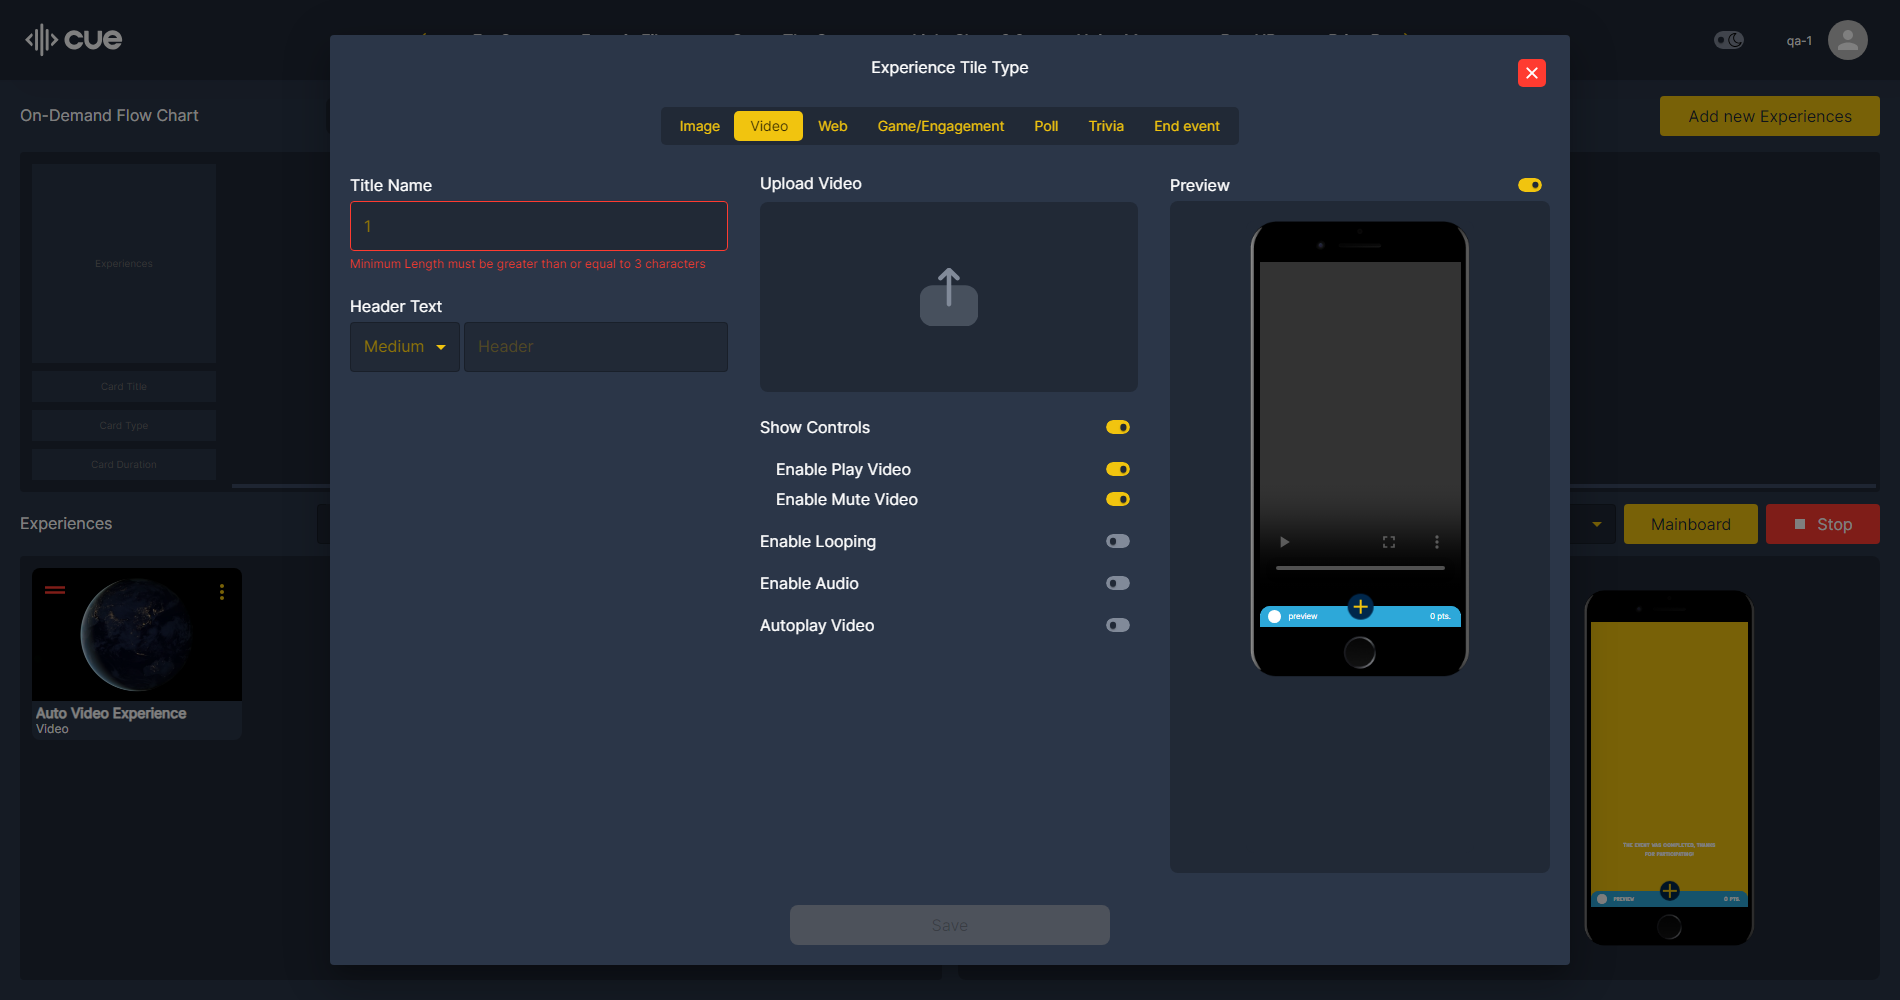 cue
qa-1
Experience Tile Type
On-Demand Flow Chart
Add new Experiences
Image
Video
Web
Game/Engagement
Poll
Trivia
End event
Title Name
1
Minimum Length must be greater than or equal to 3 characters
Header Text
Medium
Header
Upload Video
Show Controls
Enable Play Video
Enable Mute Video
Enable Looping
Enable Audio
Autoplay Video
Preview
preview
0 pts.
Save
Experiences
Card Title
Card Type
Card Duration
Experiences
Auto Video Experience
Video
Mainboard
Stop
THE EVENT WAS COMPLETED, THANKS
FOR PARTICIPATING!
PREVIEW
0 PTS.